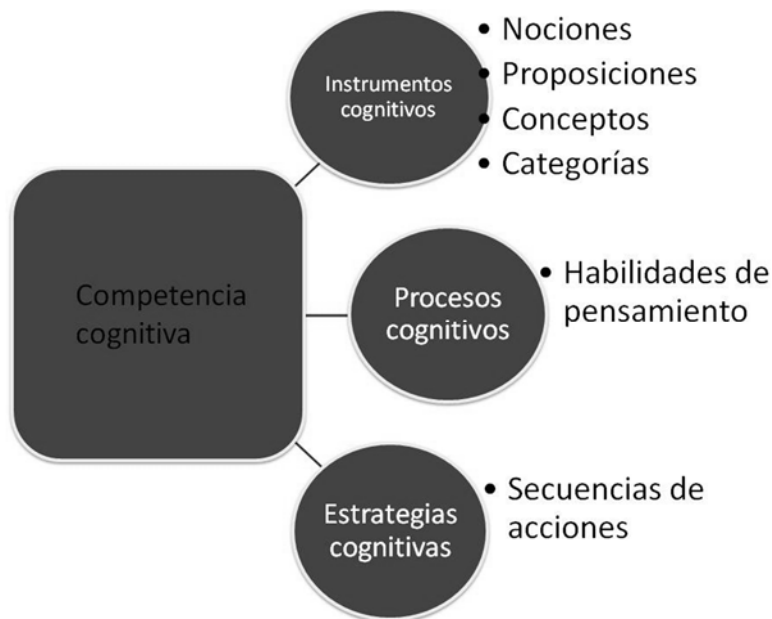 Competencia
cognitiva
Instrumentos
cognitivos
• Nociones
• Proposiciones
• Conceptos
• Categorías
Procesos
cognitivos
• Habilidades de
pensamiento
Estrategias
cognitivas
• Secuencias de
acciones